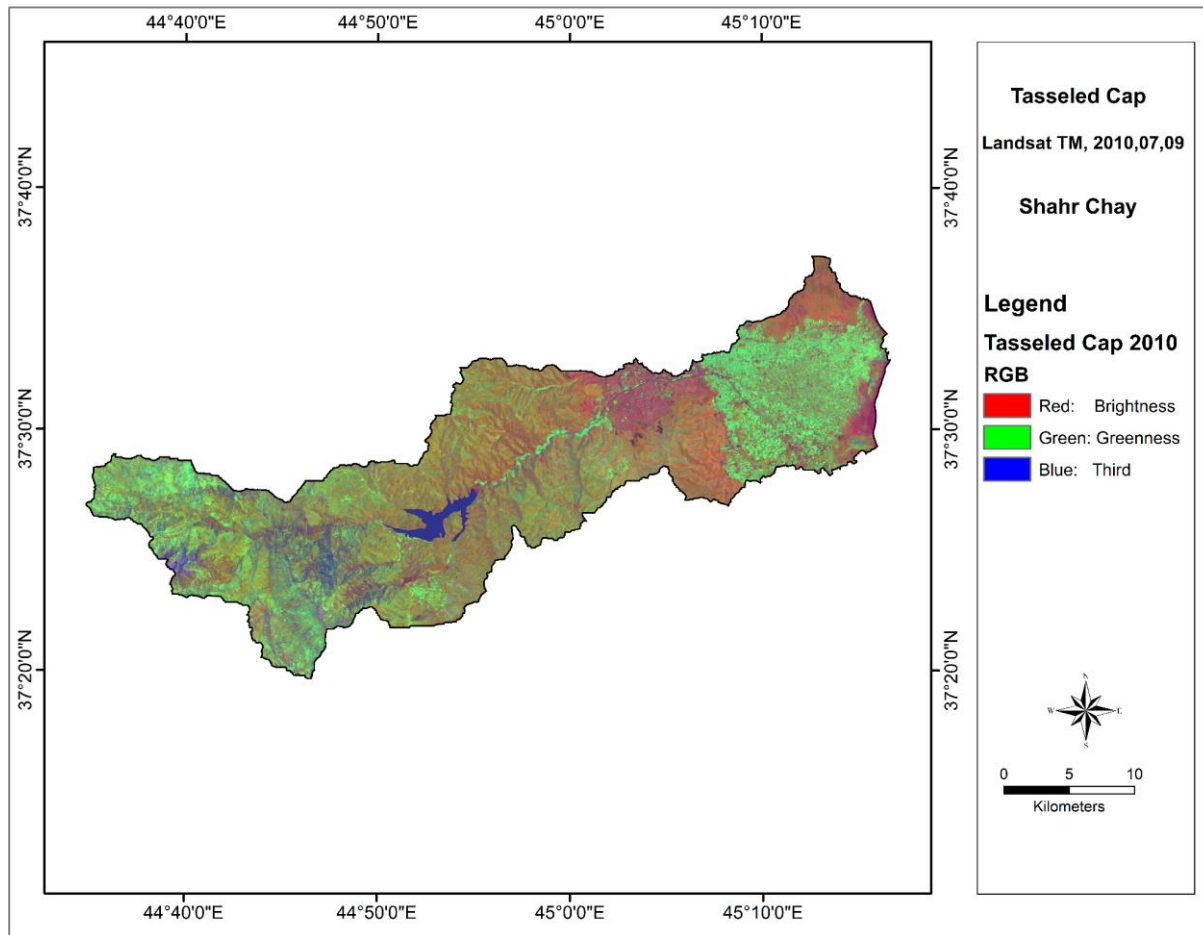 44°40'0"E 44°50'0"E 45°0'0"E 45°10'0"E
37°40'0"N 37°40'0"N
37°30'0"N 37°30'0"N
37°20'0"N 37°20'0"N
44°40'0"E 44°50'0"E 45°0'0"E 45°10'0"E
Tasseled Cap
Landsat TM, 2010,07,09
Shahr Chay
Legend
Tasseled Cap 2010
RGB
Red: Brightness
Green: Greenness
Blue: Third
N
W E
S
0 5 10
Kilometers